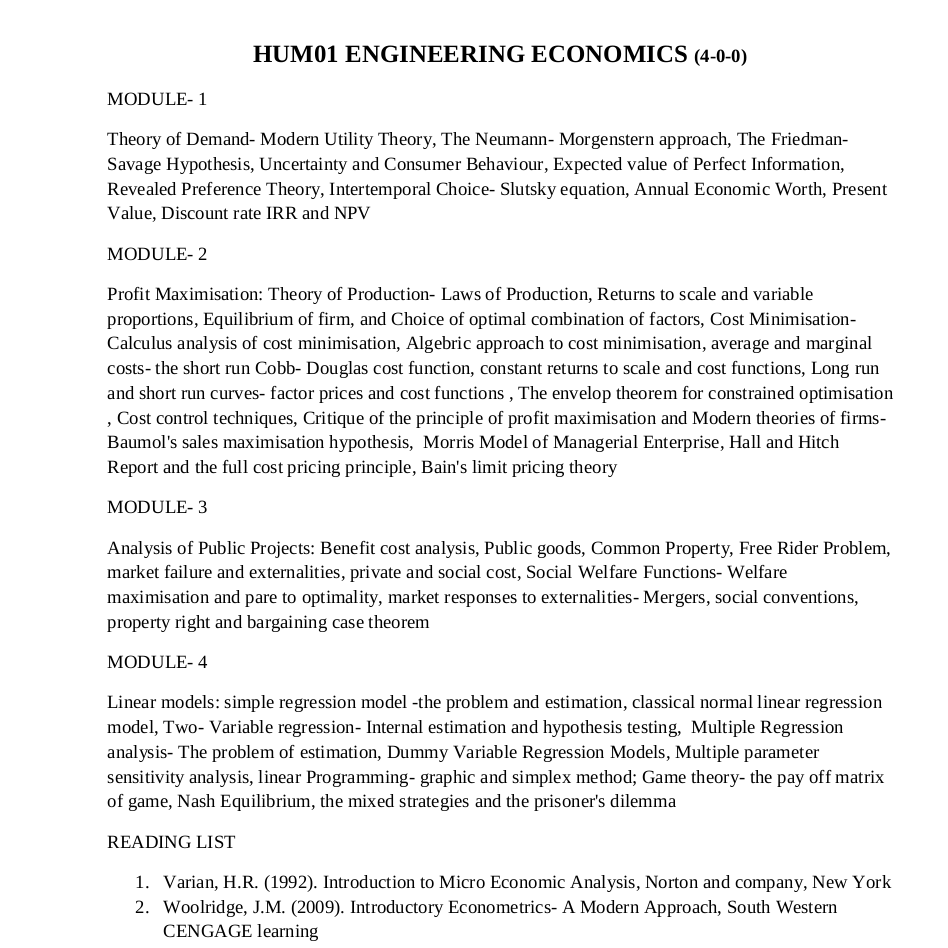 HUM01 ENGINEERING ECONOMICS (4-0-0)
MODULE- 1
Theory of Demand- Modern Utility Theory, The Neumann- Morgenstern approach, The Friedman-
Savage Hypothesis, Uncertainty and Consumer Behaviour, Expected value of Perfect Information,
Revealed Preference Theory, Intertemporal Choice- Slutsky equation, Annual Economic Worth, Present
Value, Discount rate IRR and NPV
MODULE- 2
Profit Maximisation: Theory of Production- Laws of Production, Returns to scale and variable
proportions, Equilibrium of firm, and Choice of optimal combination of factors, Cost Minimisation-
Calculus analysis of cost minimisation, Algebric approach to cost minimisation, average and marginal
costs- the short run Cobb- Douglas cost function, constant returns to scale and cost functions, Long run
and short run curves- factor prices and cost functions , The envelop theorem for constrained optimisation
, Cost control techniques, Critique of the principle of profit maximisation and Modern theories of firms-
Baumol's sales maximisation hypothesis,  Morris Model of Managerial Enterprise, Hall and Hitch
Report and the full cost pricing principle, Bain's limit pricing theory
MODULE- 3
Analysis of Public Projects: Benefit cost analysis, Public goods, Common Property, Free Rider Problem,
market failure and externalities, private and social cost, Social Welfare Functions- Welfare
maximisation and pare to optimality, market responses to externalities- Mergers, social conventions,
property right and bargaining case theorem
MODULE- 4
Linear models: simple regression model -the problem and estimation, classical normal linear regression
model, Two- Variable regression- Internal estimation and hypothesis testing,  Multiple Regression
analysis- The problem of estimation, Dummy Variable Regression Models, Multiple parameter
sensitivity analysis, linear Programming- graphic and simplex method; Game theory- the pay off matrix
of game, Nash Equilibrium, the mixed strategies and the prisoner's dilemma
READING LIST
1. Varian, H.R. (1992). Introduction to Micro Economic Analysis, Norton and company, New York
2. Woolridge, J.M. (2009). Introductory Econometrics- A Modern Approach, South Western
CENGAGE learning